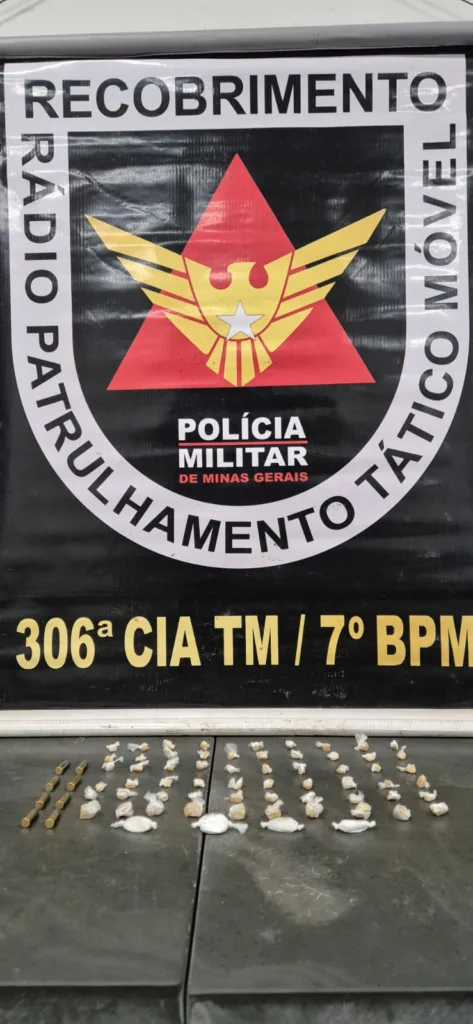 RECOBRIMENTO
RÁDIO PATRULHAMENTO TÁTICO MÓVEL
POLÍCIA
MILITAR
DE MINAS GERAIS
306ª CIA TM / 7º BPM